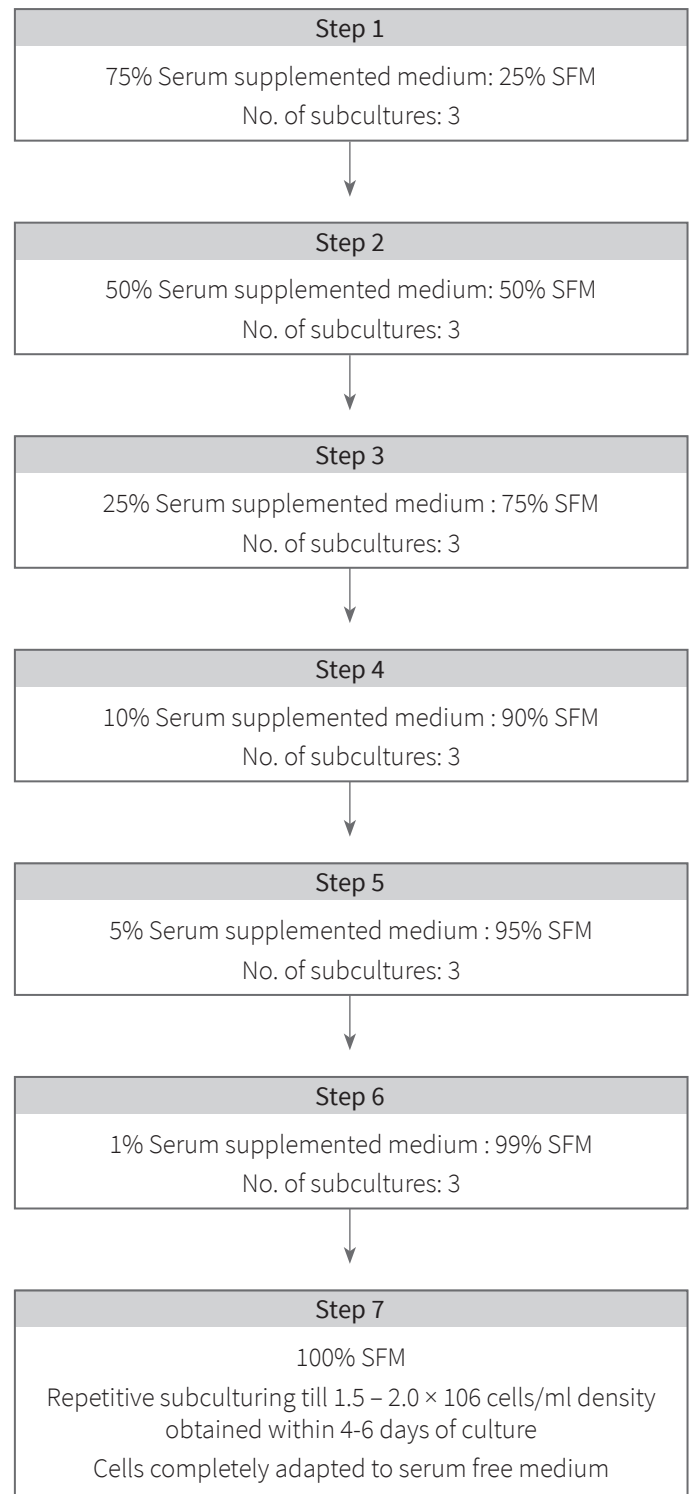 Step 1
75% Serum supplemented medium: 25% SFM
No. of subcultures: 3
Step 2
50% Serum supplemented medium: 50% SFM
No. of subcultures: 3
Step 3
25% Serum supplemented medium : 75% SFM
No. of subcultures: 3
Step 4
10% Serum supplemented medium : 90% SFM
No. of subcultures: 3
Step 5
5% Serum supplemented medium : 95% SFM
No. of subcultures: 3
Step 6
1% Serum supplemented medium : 99% SFM
No. of subcultures: 3
Step 7
100% SFM
Repetitive subculturing till 1.5 – 2.0 × 106 cells/ml density
obtained within 4-6 days of culture
Cells completely adapted to serum free medium